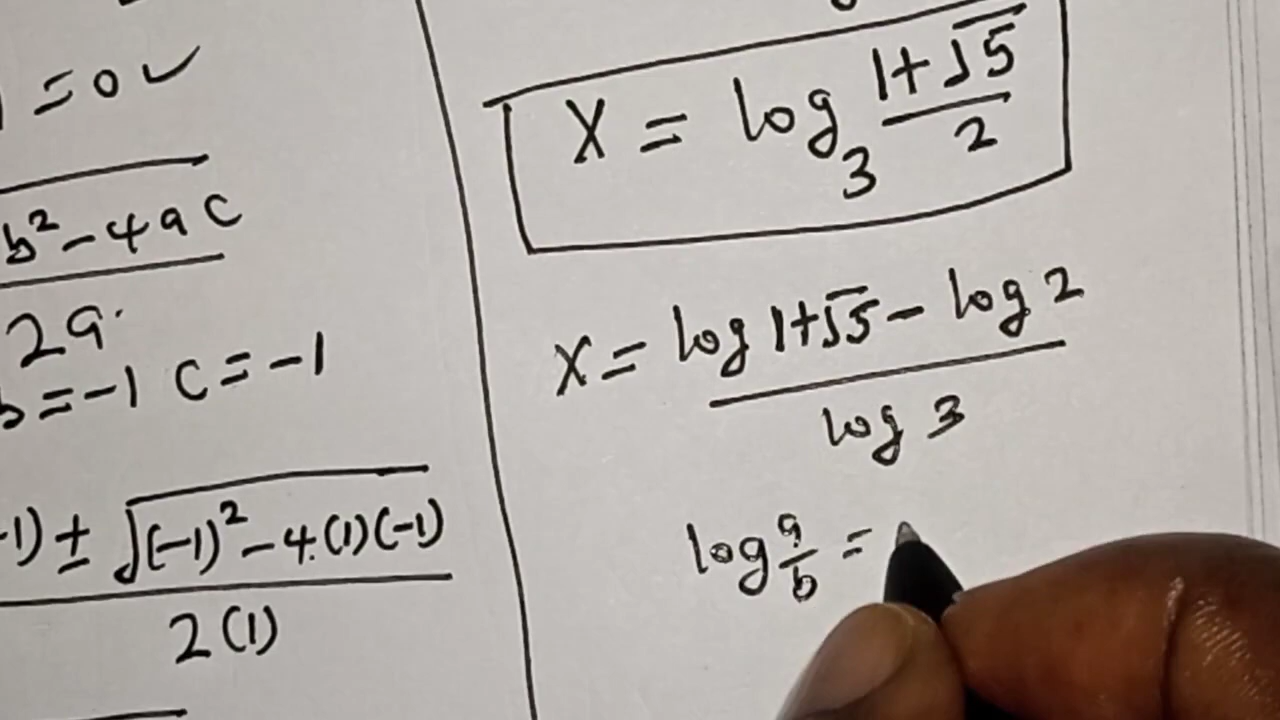 1 = 0 ✓
b² - 4ac
2a.
b = -1 c = -1
-1) ± √(-1)² - 4.(1)(-1)
2(1)
X = log₃ (1+√5)/2
X = (log 1+√5 - log 2)/(log 3)
log a/b =